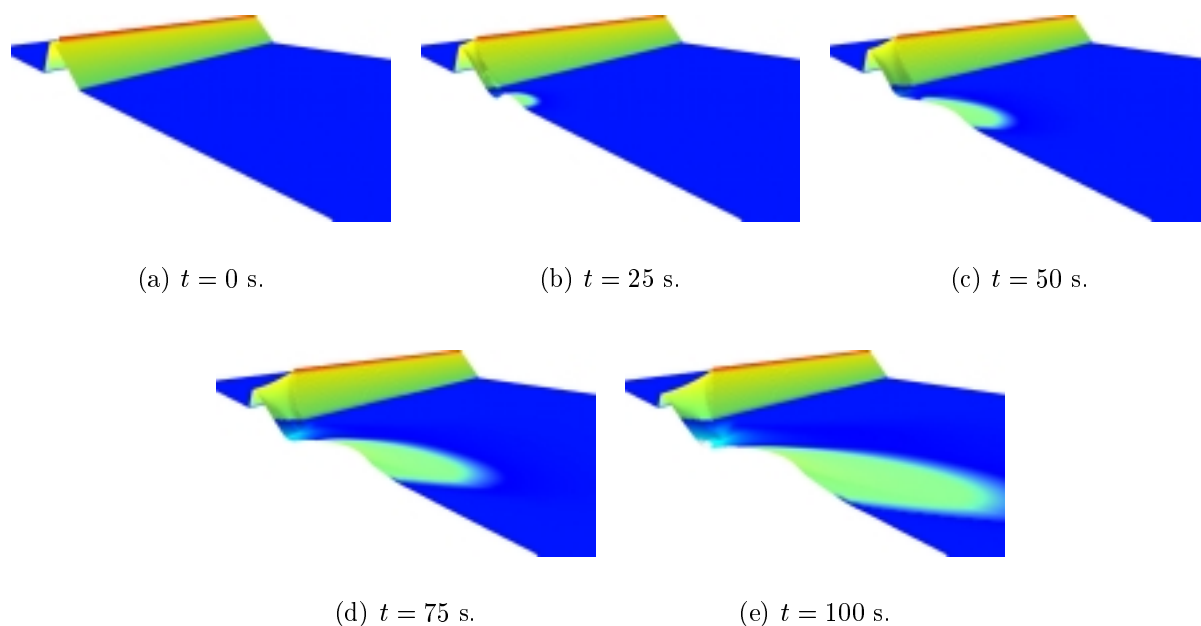 (a) t = 0 s.
(b) t = 25 s.
(c) t = 50 s.
(d) t = 75 s.
(e) t = 100 s.